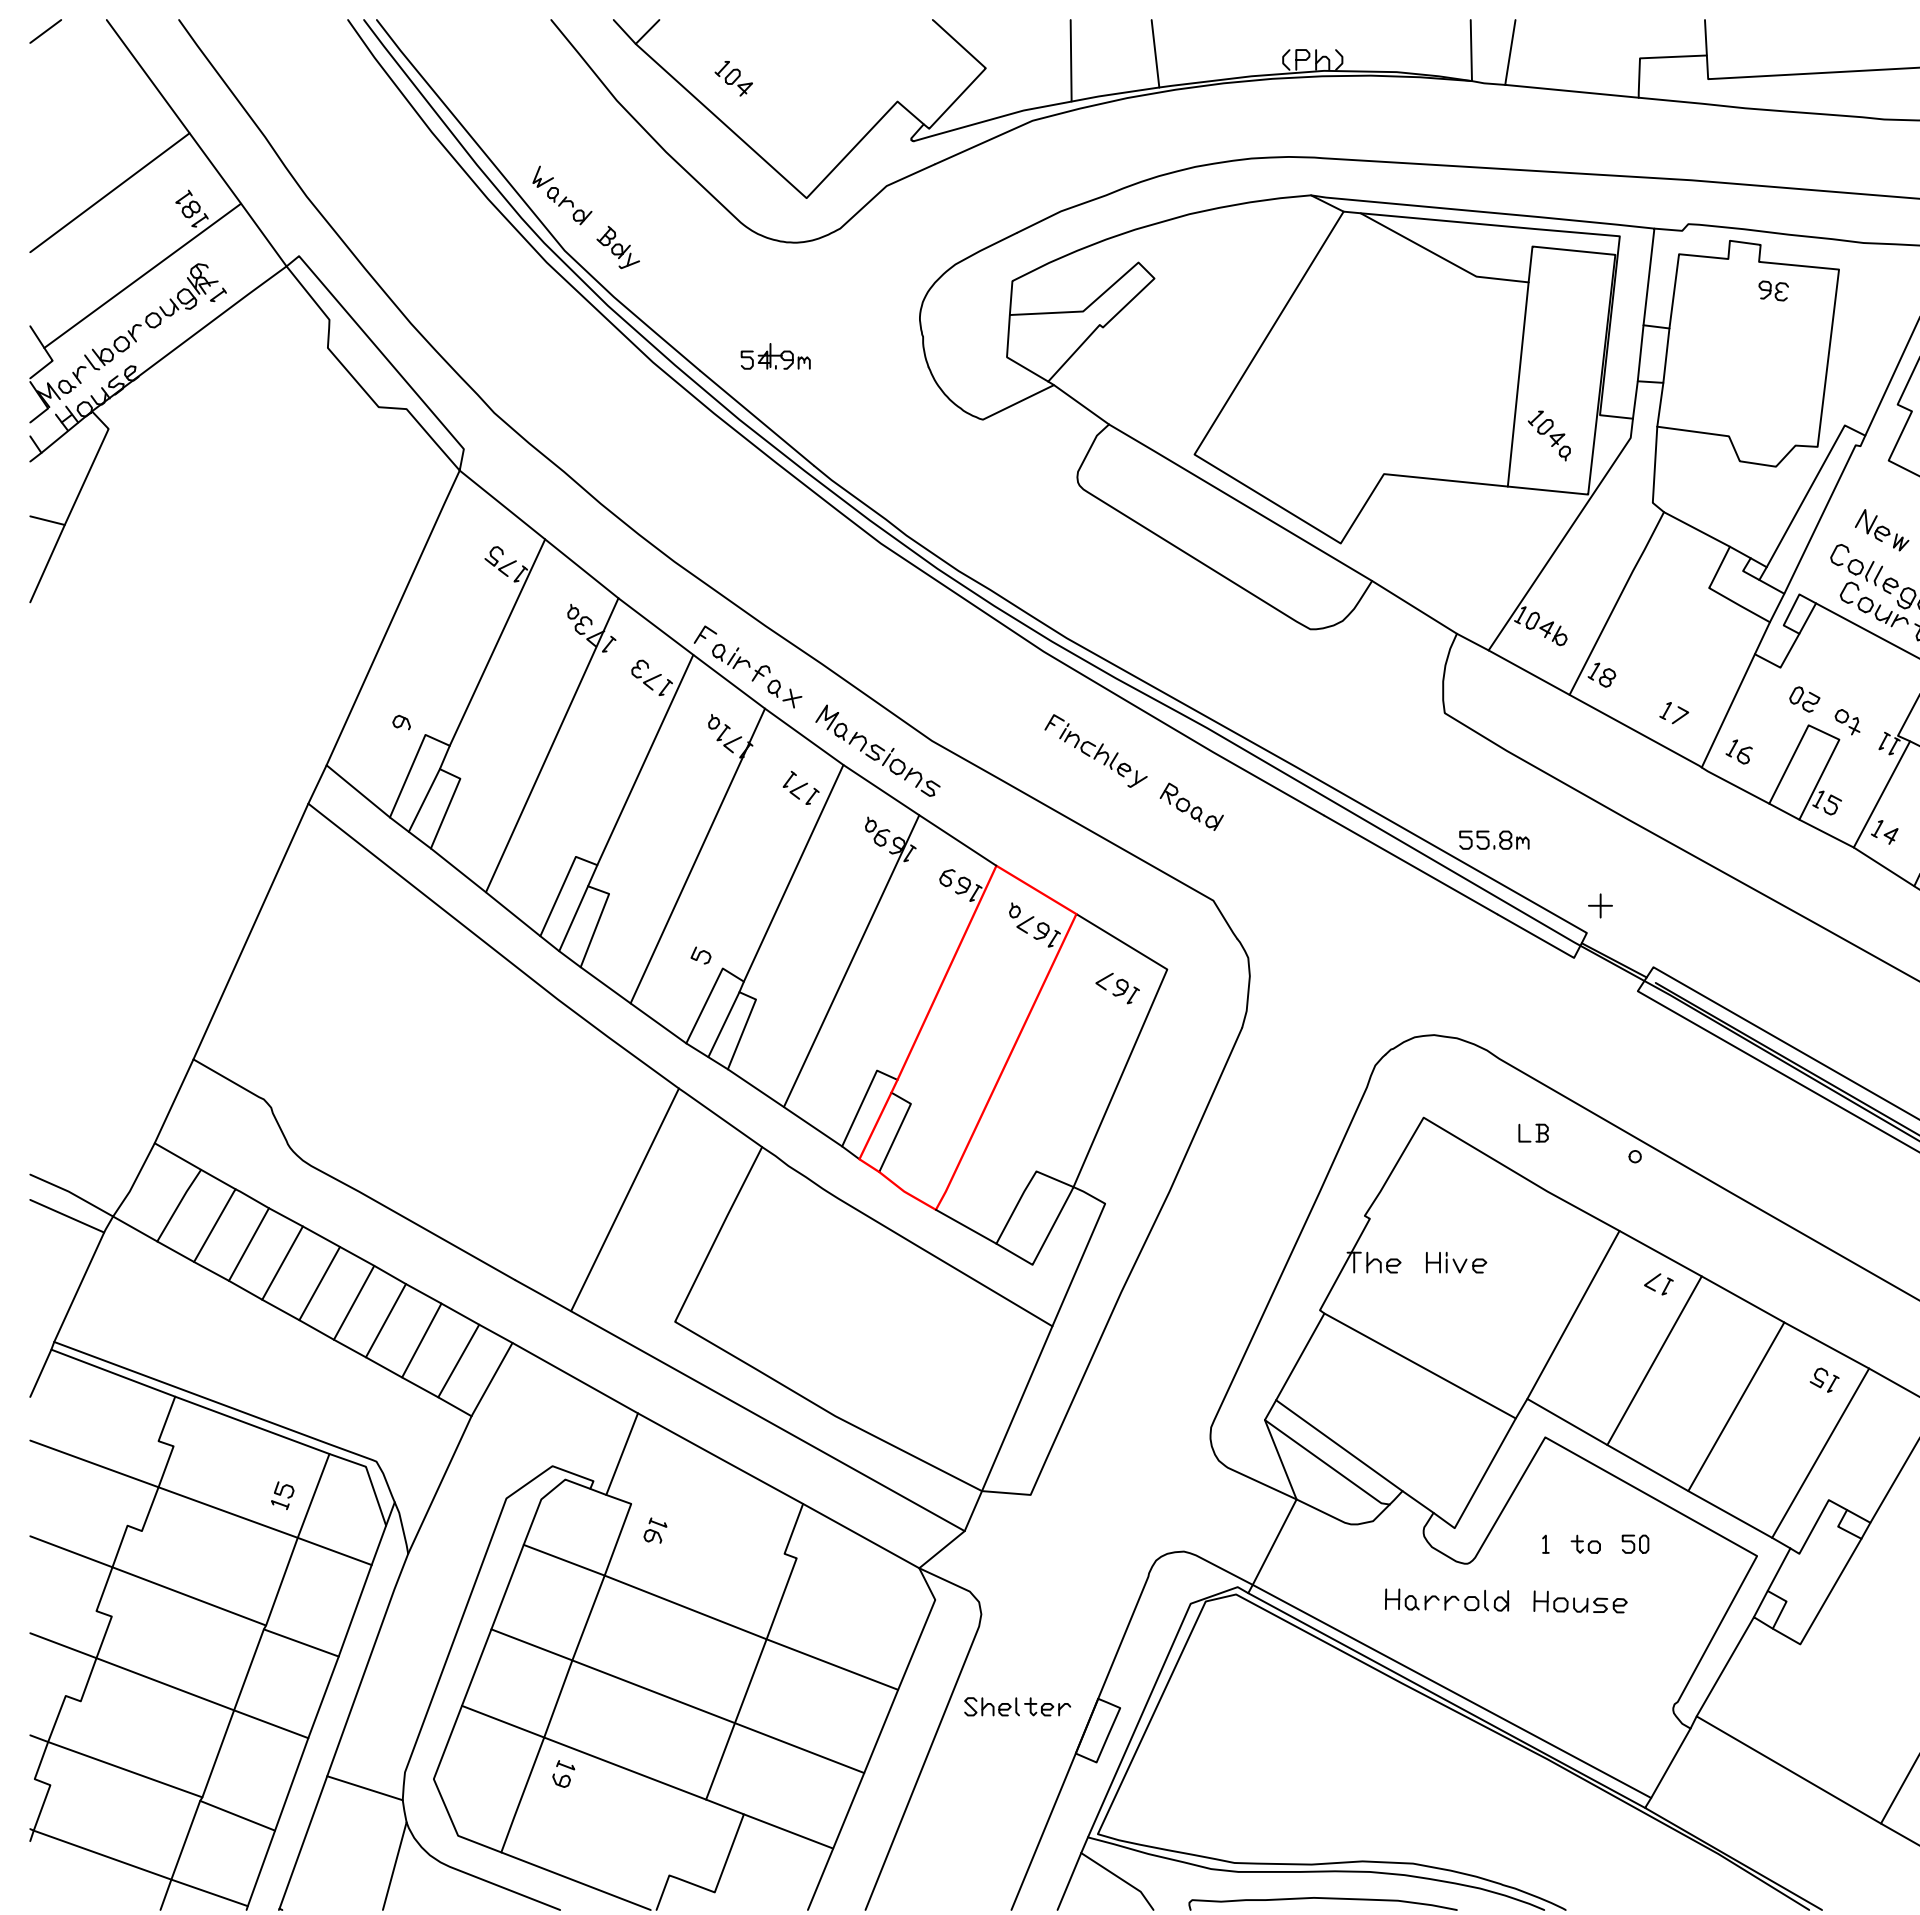 (Ph)
104
181
Ward Bdy
179
Marlborough
House
36
54.9m
104a
New
College
Court
175
173a
173
Fairfax Mansions
104b
18
17
16
15
14
11 to 20
6
171a
171
Finchley Road
169a
169
55.8m
167a
167
5
LB
The Hive
17
15
15
16
1 to 50
Harrold House
Shelter
19